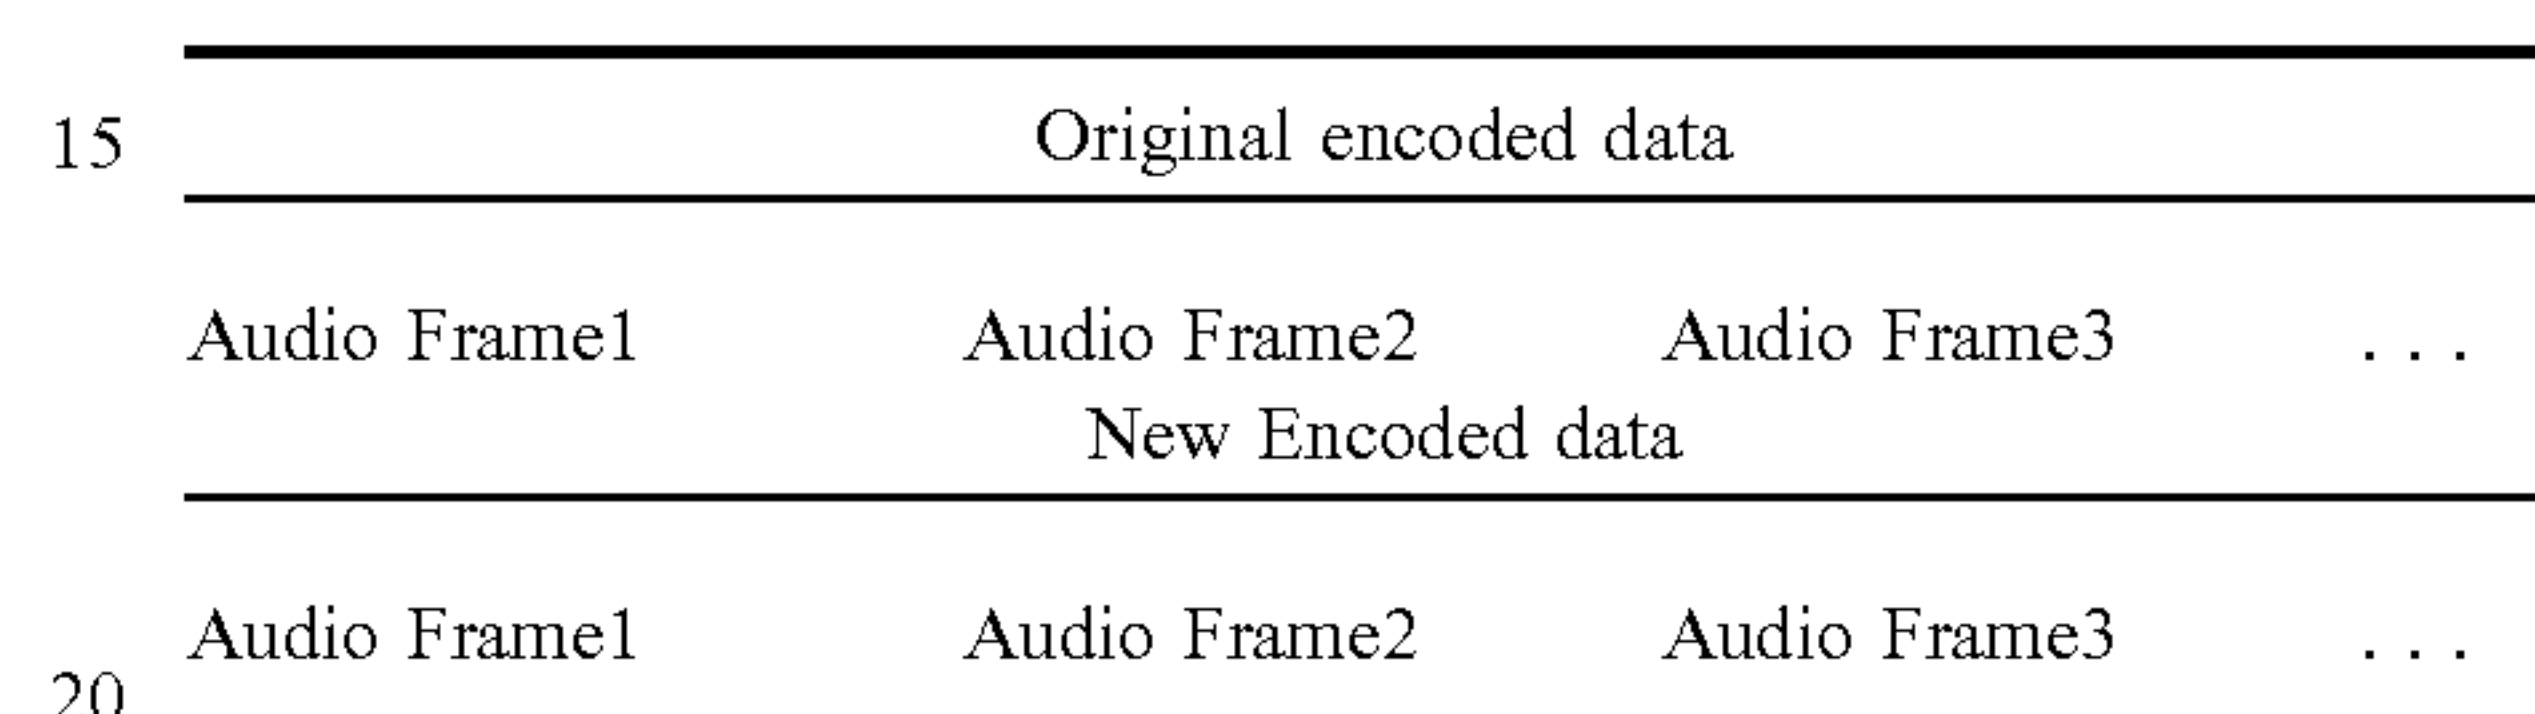 15 Original encoded data
Audio Frame1 Audio Frame2 Audio Frame3 . . .
New Encoded data
Audio Frame1 Audio Frame2 Audio Frame3 . . .
20